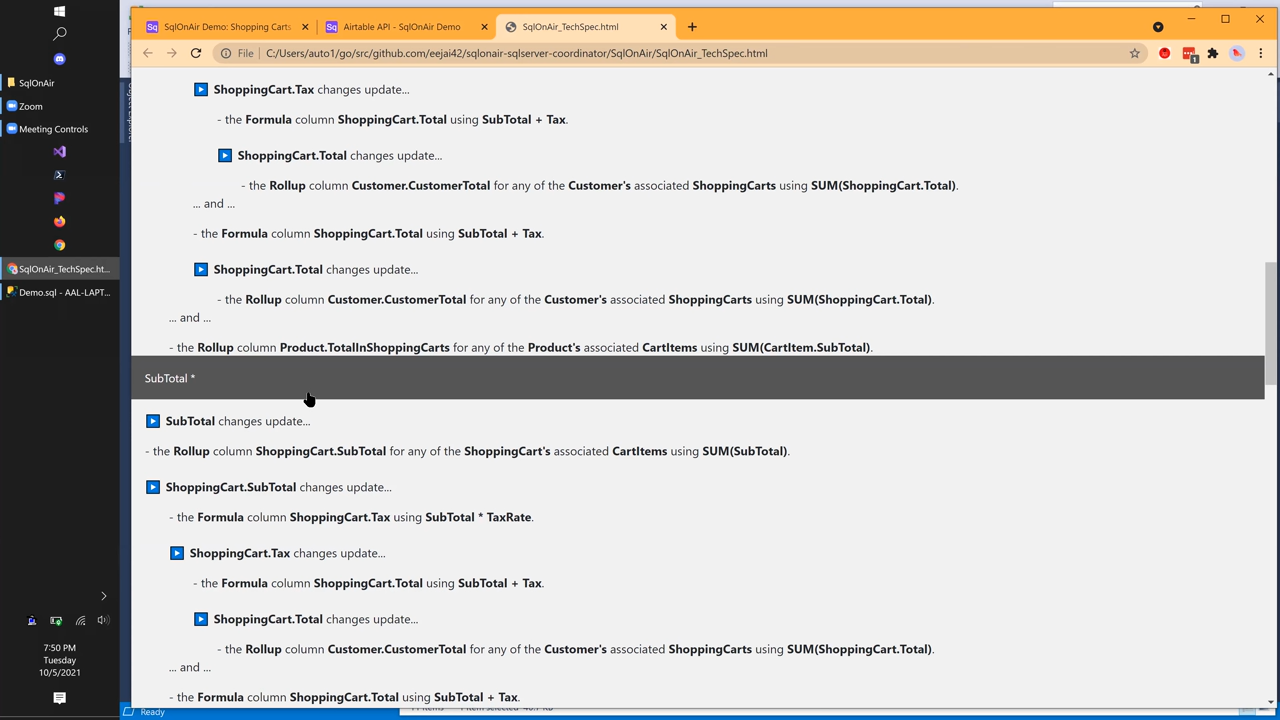 SqlOnAir Demo: Shopping Carts
Airtable API - SqlOnAir Demo
SqlOnAir_TechSpec.html
File C:/Users/auto1/go/src/github.com/eejai42/sqlonair-sqlserver-coordinator/SqlOnAir/SqlOnAir_TechSpec.html
1
SqlOnAir
Zoom
Meeting Controls
SqlOnAir_TechSpec.ht...
Demo.sql - AAL-LAPT...
7:50 PM
Tuesday
10/5/2021
ShoppingCart.Tax changes update...
- the Formula column ShoppingCart.Total using SubTotal + Tax.
ShoppingCart.Total changes update...
- the Rollup column Customer.CustomerTotal for any of the Customer's associated ShoppingCarts using SUM(ShoppingCart.Total).
... and ...
- the Formula column ShoppingCart.Total using SubTotal + Tax.
ShoppingCart.Total changes update...
- the Rollup column Customer.CustomerTotal for any of the Customer's associated ShoppingCarts using SUM(ShoppingCart.Total).
... and ...
- the Rollup column Product.TotalInShoppingCarts for any of the Product's associated CartItems using SUM(CartItem.SubTotal).
SubTotal *
SubTotal changes update...
- the Rollup column ShoppingCart.SubTotal for any of the ShoppingCart's associated CartItems using SUM(SubTotal).
ShoppingCart.SubTotal changes update...
- the Formula column ShoppingCart.Tax using SubTotal * TaxRate.
ShoppingCart.Tax changes update...
- the Formula column ShoppingCart.Total using SubTotal + Tax.
ShoppingCart.Total changes update...
- the Rollup column Customer.CustomerTotal for any of the Customer's associated ShoppingCarts using SUM(ShoppingCart.Total).
... and ...
- the Formula column ShoppingCart.Total using SubTotal + Tax.
Ready